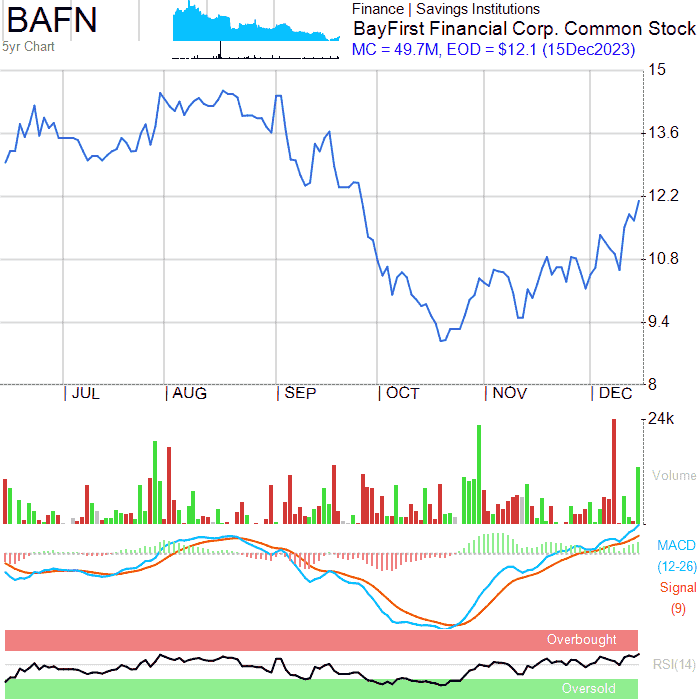 BAFN
5yr Chart
Finance | Savings Institutions
BayFirst Financial Corp. Common Stock
MC = 49.7M, EOD = $12.1 (15Dec2023)
15
13.6
12.2
10.8
9.4
8
JUL
AUG
SEP
OCT
NOV
DEC
24k
Volume
MACD
(12-26)
Signal
(9)
Overbought
RSI(14)
Oversold